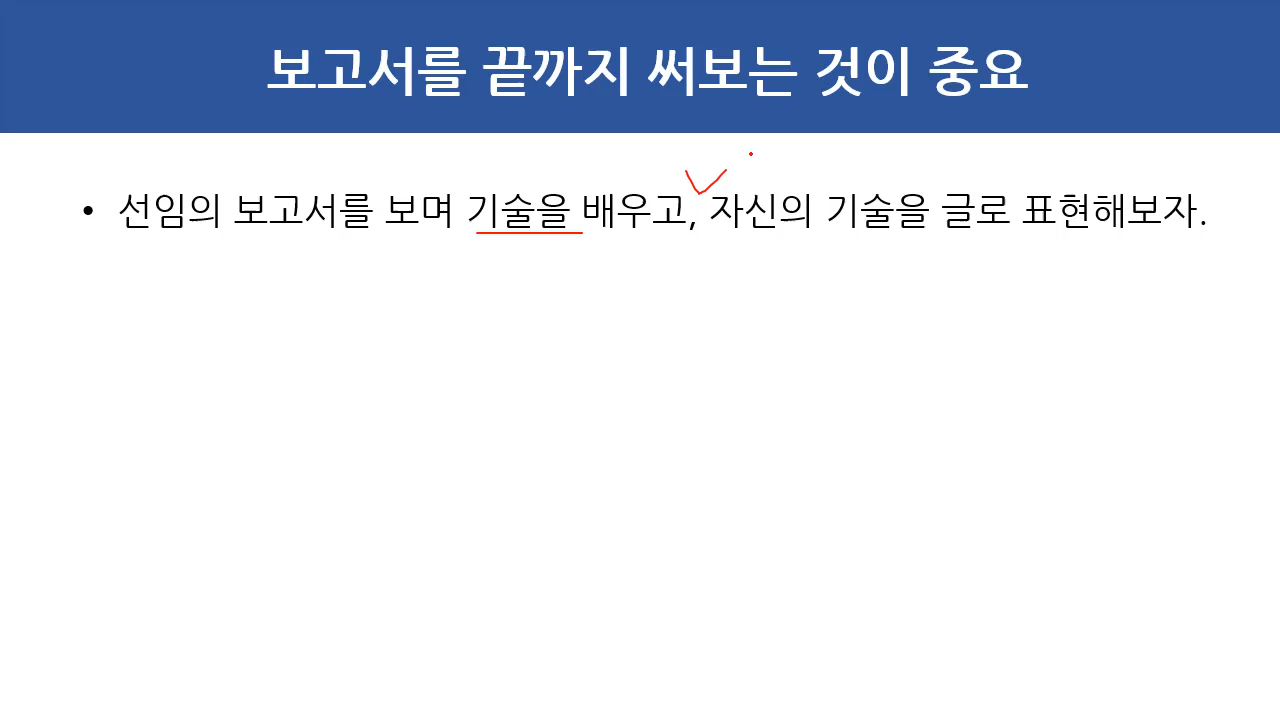 보고서를 끝까지 써보는 것이 중요
• 선임의 보고서를 보며 기술을 배우고, 자신의 기술을 글로 표현해보자.